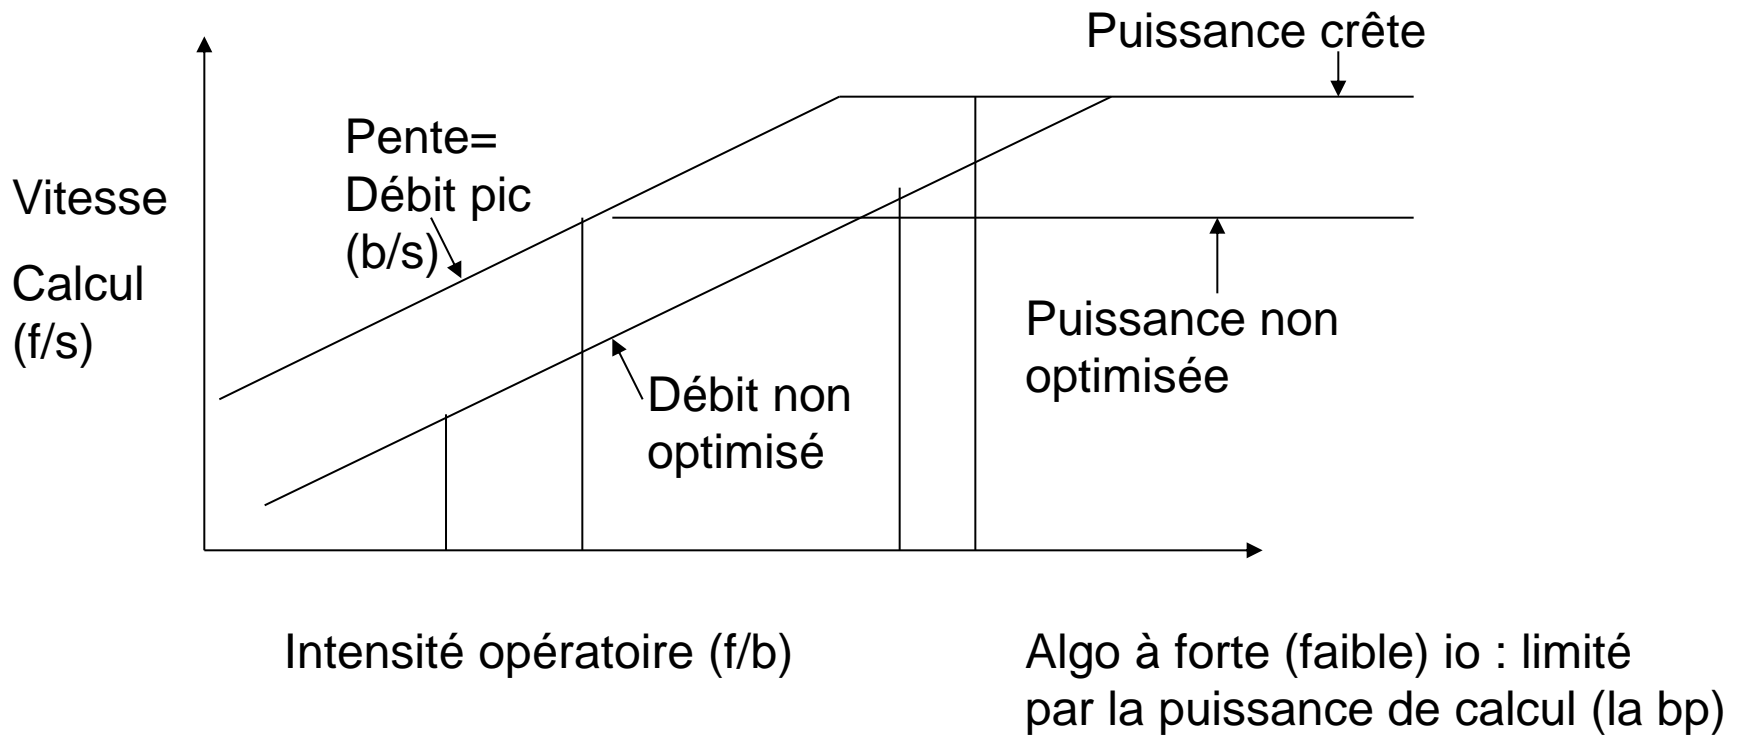 Puissance crête
Pente=
Débit pic
(b/s)
Vitesse
Calcul
(f/s)
Puissance non
optimisée
Débit non
optimisé
Intensité opératoire (f/b)
Algo à forte (faible) io : limité
par la puissance de calcul (la bp)